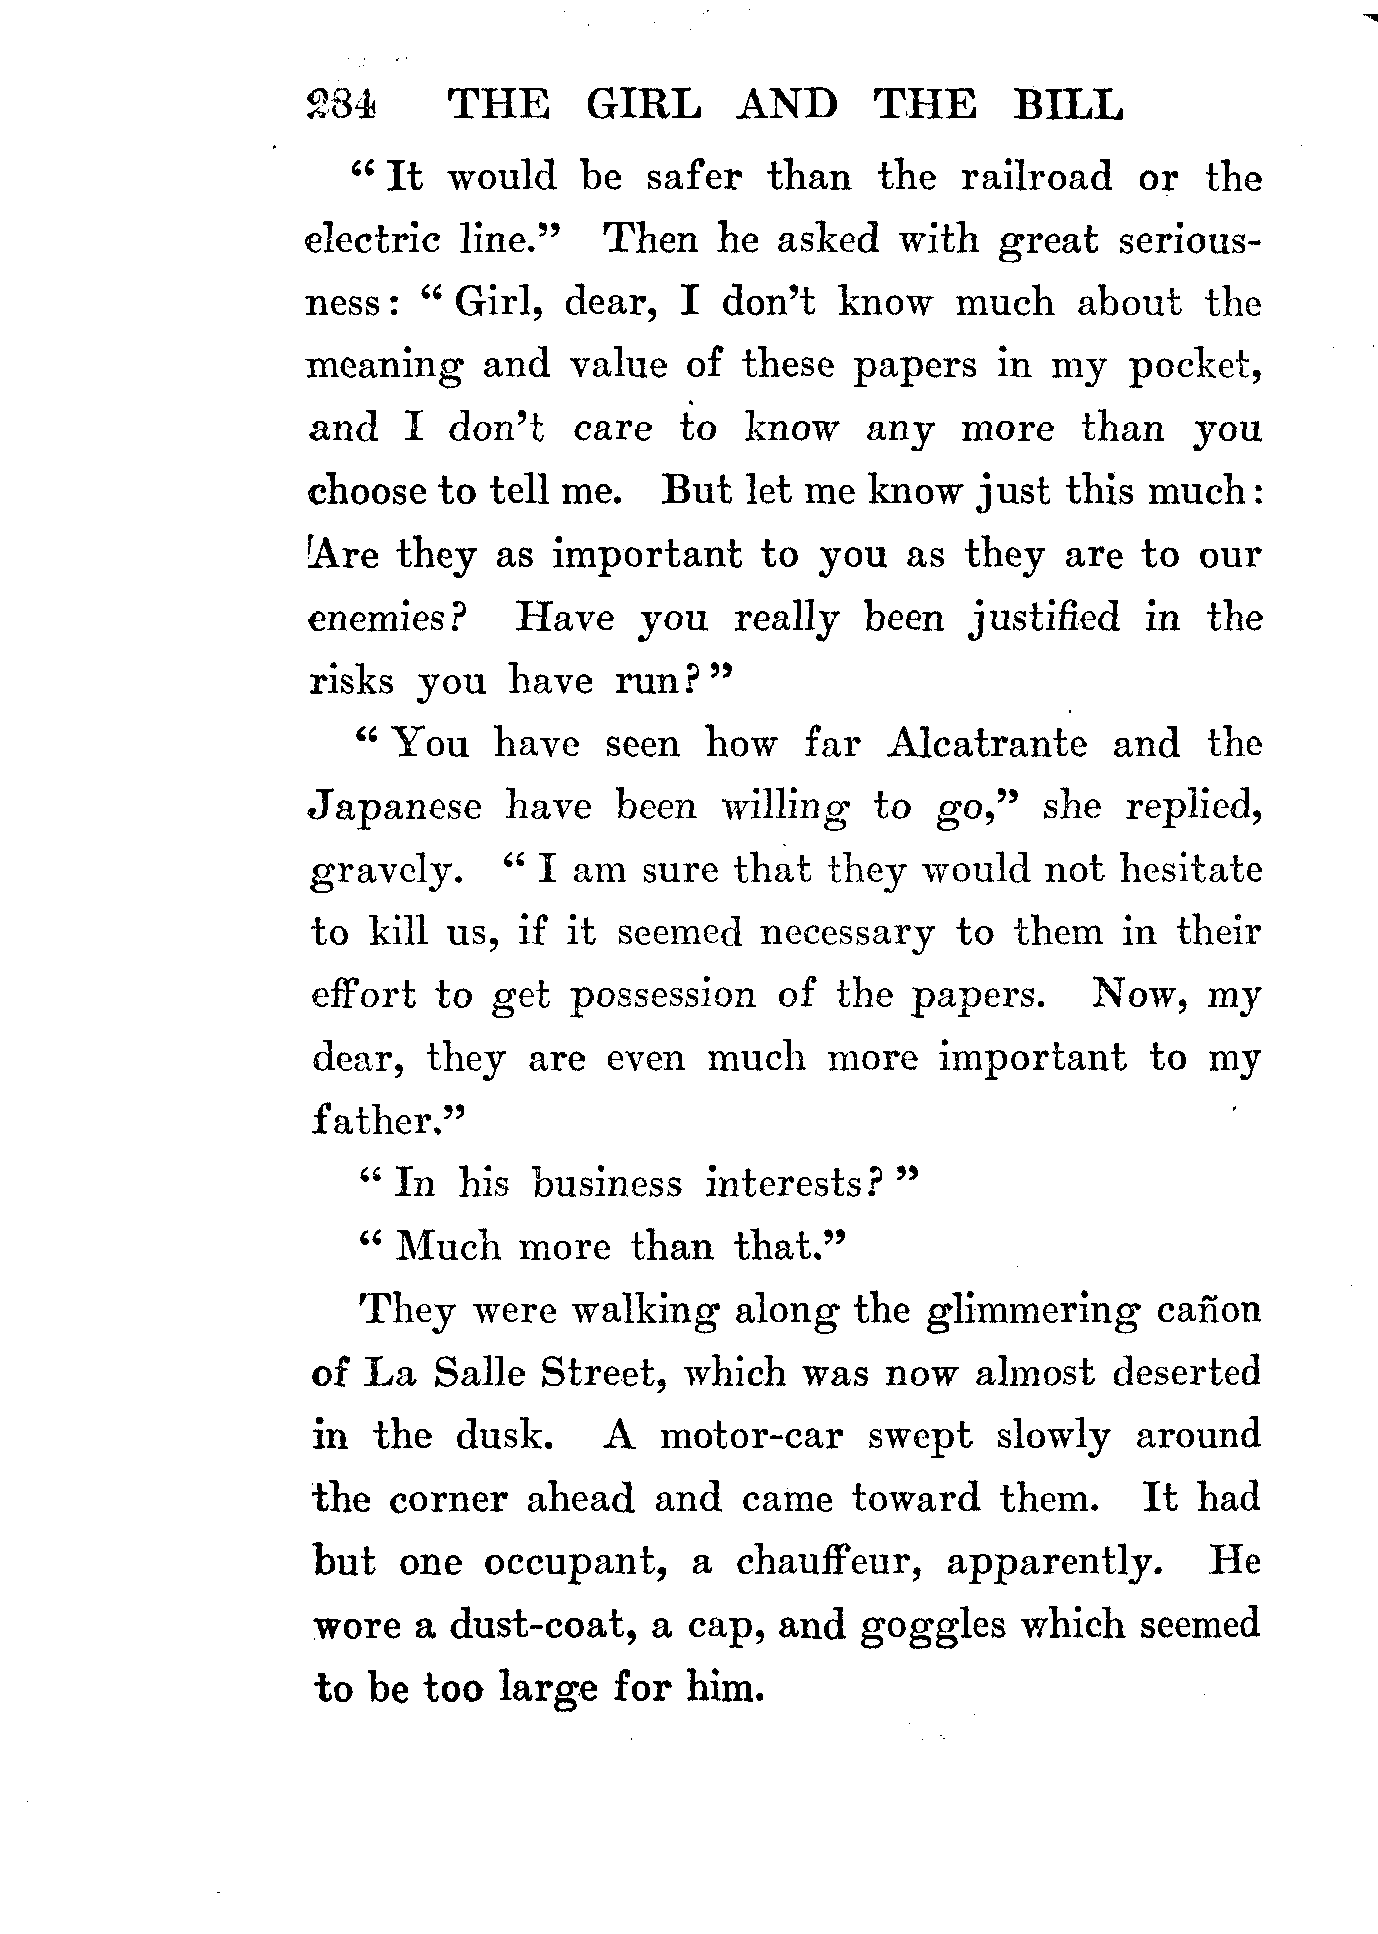 284 THE GIRL AND THE BILL
“ It would be safer than the railroad or the
electric line.” Then he asked with great serious-
ness: “ Girl, dear, I don’t know much about the
meaning and value of these papers in my pocket,
and I don’t care to know any more than you
choose to tell me. But let me know just this much:
Are they as important to you as they are to our
enemies? Have you really been justified in the
risks you have run? ”
“ You have seen how far Alcatrante and the
Japanese have been willing to go,” she replied,
gravely. “ I am sure that they would not hesitate
to kill us, if it seemed necessary to them in their
effort to get possession of the papers. Now, my
dear, they are even much more important to my
father.”
“ In his business interests? ”
“ Much more than that.”
They were walking along the glimmering cañon
of La Salle Street, which was now almost deserted
in the dusk. A motor-car swept slowly around
the corner ahead and came toward them. It had
but one occupant, a chauffeur, apparently. He
wore a dust-coat, a cap, and goggles which seemed
to be too large for him.